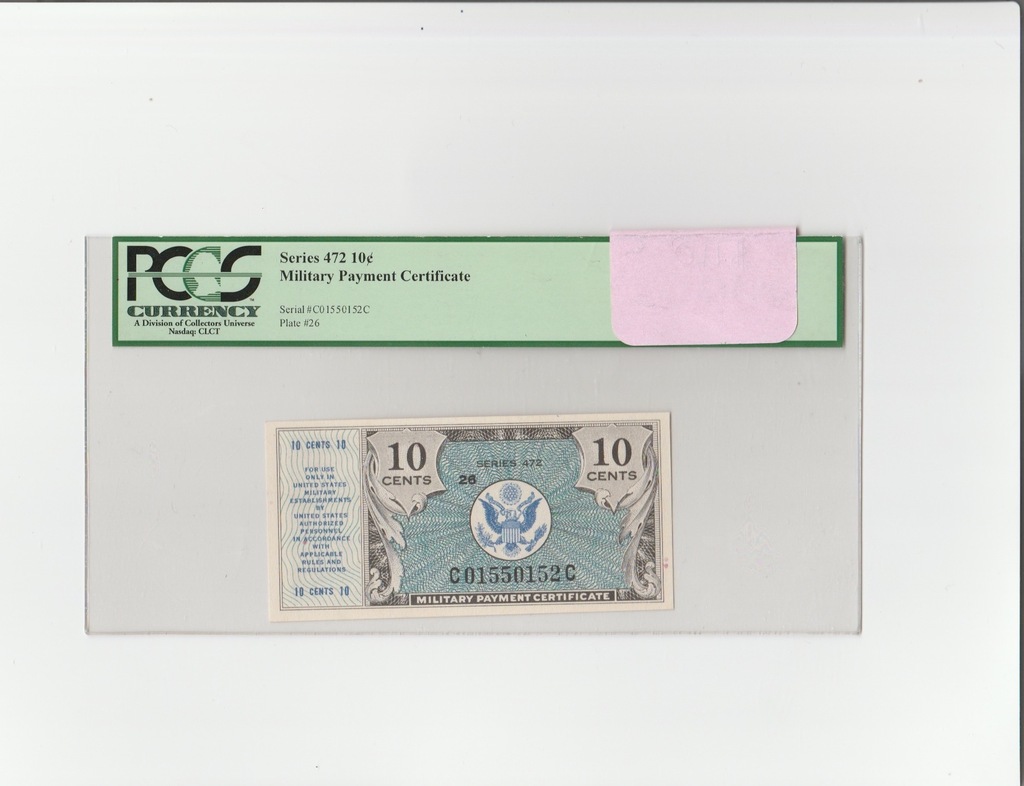 PCGS
CURRENCY
A Division of Collectors Universe
Nasdaq: CLCT
Series 472 10¢
Military Payment Certificate
Serial #C01550152C
Plate #26
10 CENTS 10
FOR USE
ONLY IN
UNITED STATES
MILITARY
ESTABLISHMENTS
BY
UNITED STATES
AUTHORIZED
PERSONNEL
IN ACCORDANCE
WITH
APPLICABLE
RULES AND
REGULATIONS
10 CENTS 10
10
CENTS
SERIES 472
26
10
CENTS
C01550152C
MILITARY PAYMENT CERTIFICATE